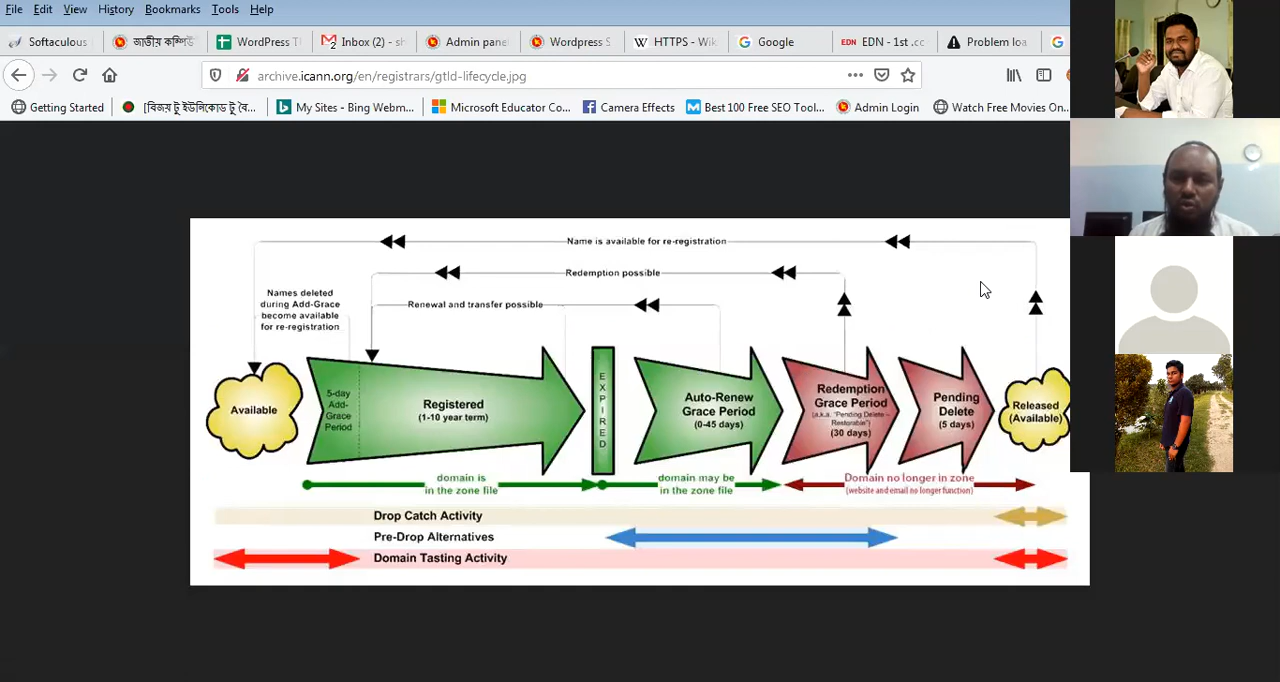 File Edit View History Bookmarks Tools Help
Softaculous জাতীয় কম্পিউ WordPress T Inbox (2) - sh Admin pane Wordpress S HTTPS - Wik Google EDN - 1st .cc Problem loa
archive.icann.org/en/registrars/gtld-lifecycle.jpg
Getting Started [বিজয় টু ইউনিকোড টু বৈ... My Sites - Bing Webm... Microsoft Educator Co... Camera Effects Best 100 Free SEO Tool... Admin Login Watch Free Movies On...
Name is available for re-registration
Redemption possible
Renewal and transfer possible
Names deleted
during Add-Grace
become available
for re-registration
Available
5-day
Add-
Grace
Period
Registered
(1-10 year term)
EXPIRED
Auto-Renew
Grace Period
(0-45 days)
Redemption
Grace Period
(a.k.a. "Pending Delete –
Restorable")
(30 days)
Pending
Delete
(5 days)
Released
(Available)
domain is
in the zone file
domain may be
in the zone file
Domain no longer in zone
(website and email no longer function)
Drop Catch Activity
Pre-Drop Alternatives
Domain Tasting Activity